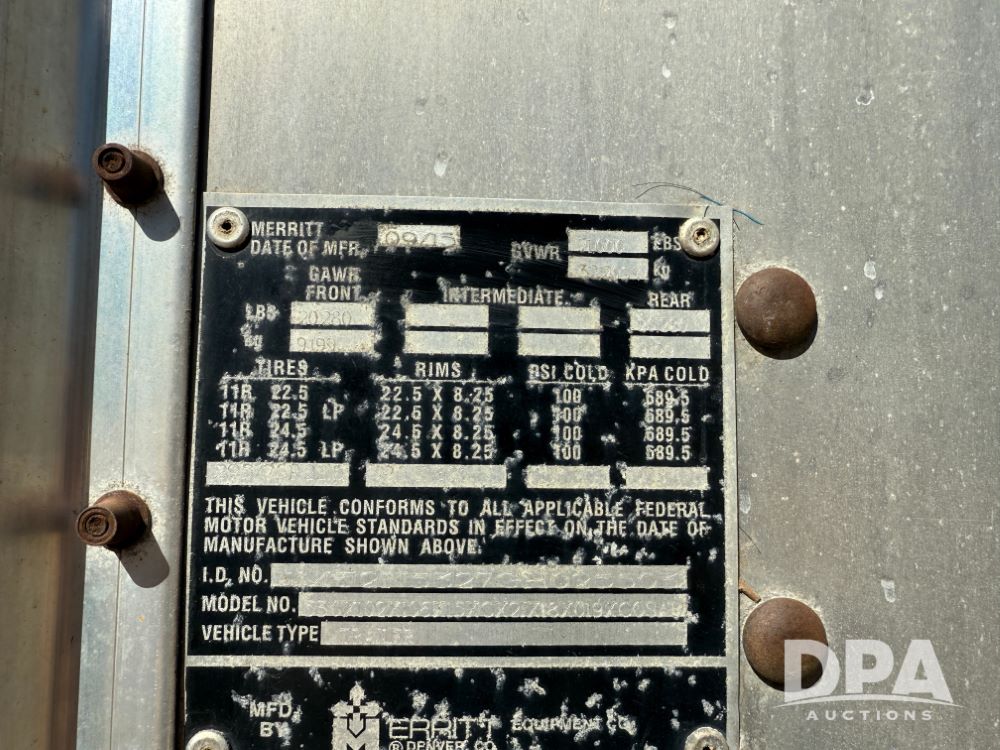 MERRITT
DATE OF MFR. GVWR LBS
kg
GAWR
FRONT INTERMEDIATE REAR
LBS 20280
kg 9199
TIRES RIMS PSI COLD KPA COLD
11R 22.5 22.5 X 8.25 100 689.5
11R 22.5 LP 22.5 X 8.25 100 689.5
11R 24.5 24.5 X 8.25 100 689.5
11R 24.5 LP 24.5 X 8.25 100 689.5
THIS VEHICLE CONFORMS TO ALL APPLICABLE FEDERAL
MOTOR VEHICLE STANDARDS IN EFFECT ON THE DATE OF
MANUFACTURE SHOWN ABOVE.
I.D. NO.
MODEL NO.
VEHICLE TYPE
MFD. BY MERRITT EQUIPMENT CO.
® DENVER, CO
DPA
AUCTIONS